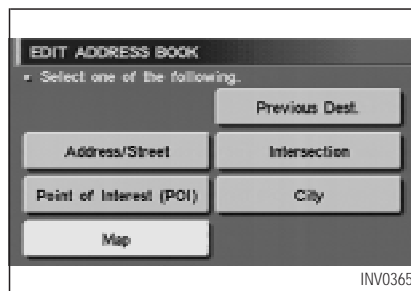 EDIT ADDRESS BOOK
Select one of the following.
Previous Dest.
Address/Street Intersection
Point of Interest (POI) City
Map
INV0365